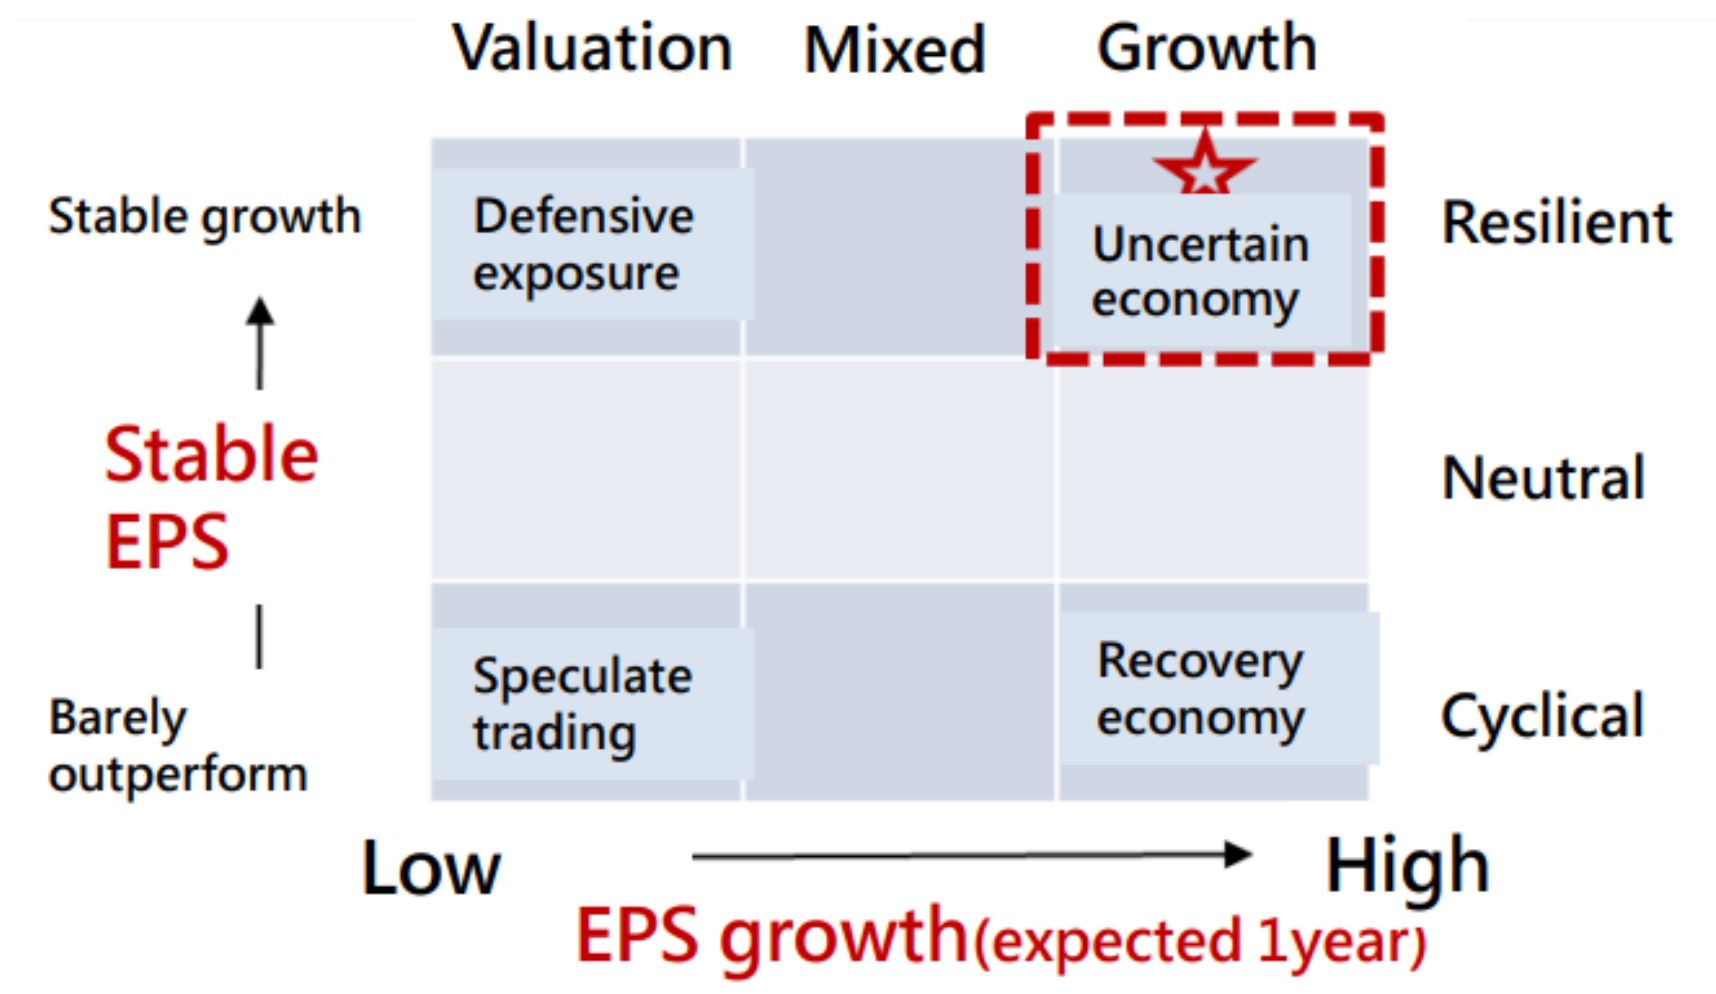 Valuation Mixed Growth
Stable growth
Defensive
exposure
Uncertain
economy
Resilient
Stable
EPS
Neutral
Barely
outperform
Speculate
trading
Recovery
economy
Cyclical
Low
High
EPS growth(expected 1year)